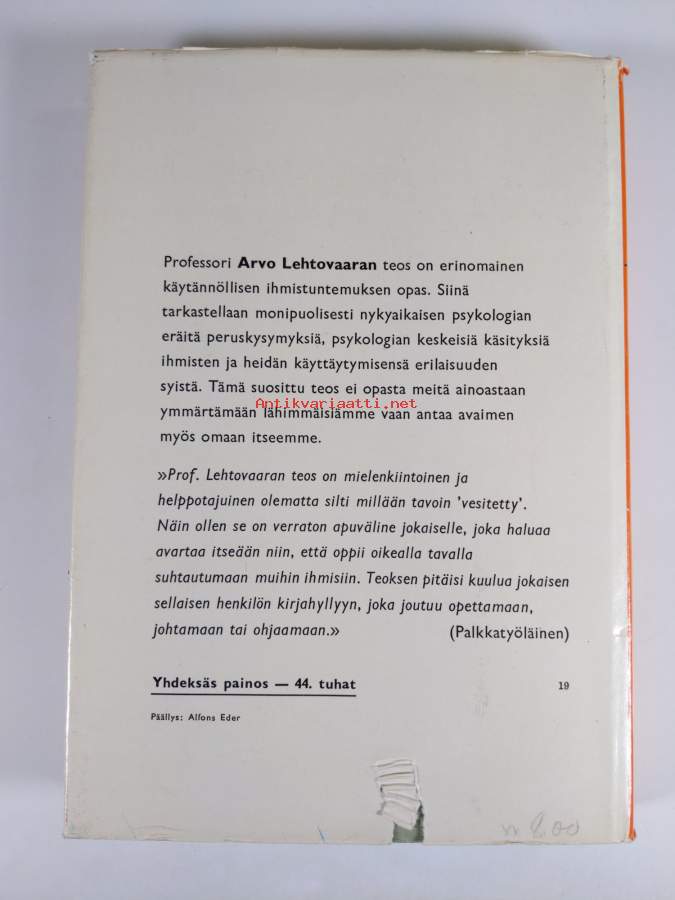 Professori Arvo Lehtovaaran teos on erinomainen
käytännöllisen ihmistuntemuksen opas. Siinä
tarkastellaan monipuolisesti nykyaikaisen psykologian
eräitä peruskysymyksiä, psykologian keskeisiä käsityksiä
ihmisten ja heidän käyttäytymisensä erilaisuuden
syistä. Tämä suosittu teos ei opasta meitä ainoastaan
Antikvariaatti.net
ymmärtämään lähimmäisiämme vaan antaa avaimen
myös omaan itseemme.
»Prof. Lehtovaaran teos on mielenkiintoinen ja
helppotajuinen olematta silti millään tavoin 'vesitetty'.
Näin ollen se on verraton apuväline jokaiselle, joka haluaa
avartaa itseään niin, että oppii oikealla tavalla
suhtautumaan muihin ihmisiin. Teoksen pitäisi kuulua jokaisen
sellaisen henkilön kirjahyllyyn, joka joutuu opettamaan,
johtamaan tai ohjaamaan.» (Palkkatyöläinen)
Yhdeksäs painos — 44. tuhat 19
Päällys: Alfons Eder